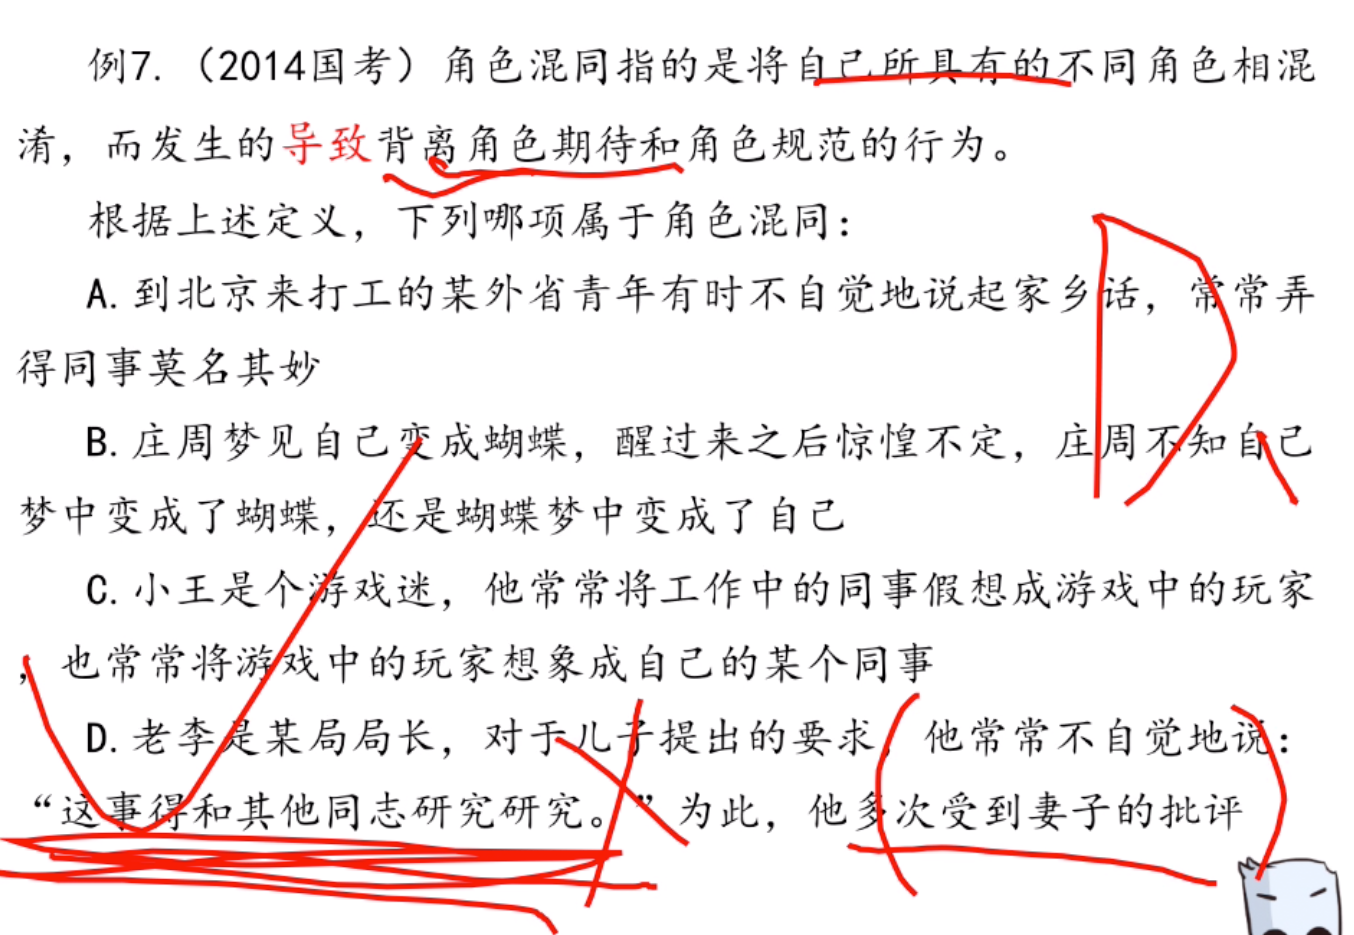 例7.（2014国考）角色混同指的是将自己所具有的不同角色相混
淆，而发生的导致背离角色期待和角色规范的行为。
根据上述定义，下列哪项属于角色混同：
A.到北京来打工的某外省青年有时不自觉地说起家乡话，常常弄
得同事莫名其妙
B.庄周梦见自己变成蝴蝶，醒过来之后惊惶不定，庄周不知自己
梦中变成了蝴蝶，还是蝴蝶梦中变成了自己
C.小王是个游戏迷，他常常将工作中的同事假想成游戏中的玩家
，也常常将游戏中的玩家想象成自己的某个同事
D.老李是某局局长，对于儿子提出的要求，他常常不自觉地说：
“这事得和其他同志研究研究。”为此，他多次受到妻子的批评
D